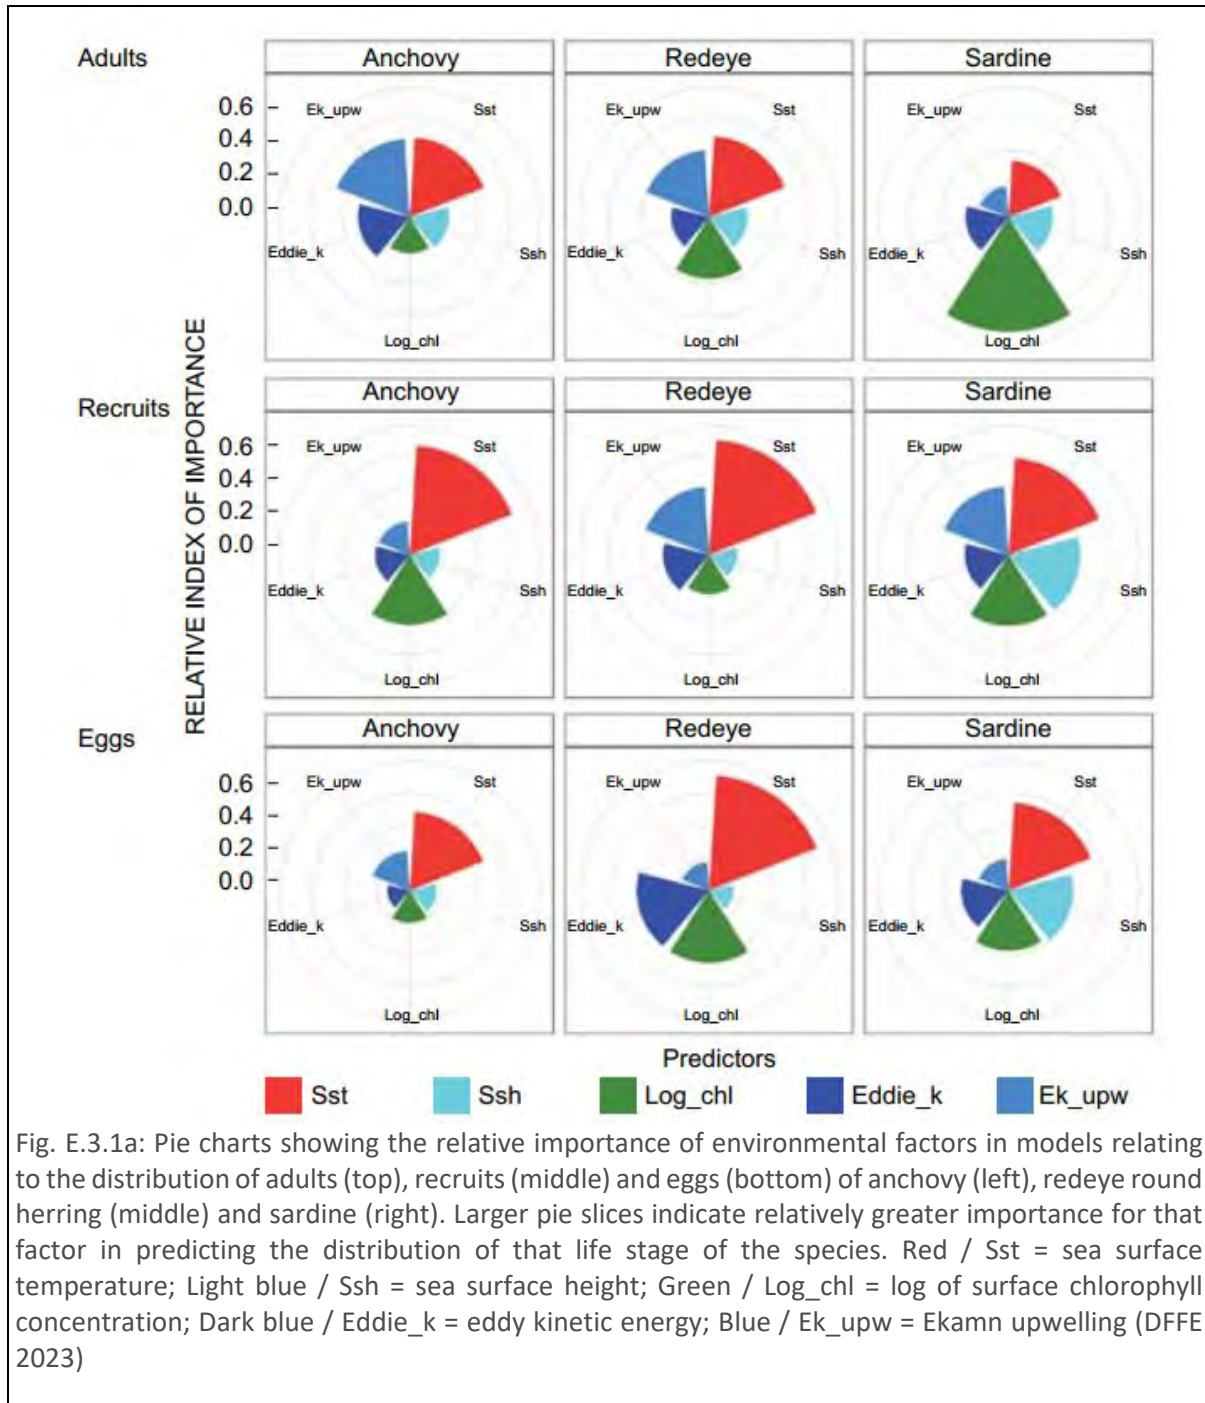 Adults
Anchovy
Redeye
Sardine
0.6
0.4
0.2
0.0
Ek_upw
Sst
Eddie_k
Ssh
Log_chl
Ek_upw
Sst
Eddie_k
Ssh
Log_chl
Ek_upw
Sst
Eddie_k
Ssh
Log_chl
RELATIVE INDEX OF IMPORTANCE
Recruits
Anchovy
Redeye
Sardine
0.6
0.4
0.2
0.0
Ek_upw
Sst
Eddie_k
Ssh
Log_chl
Ek_upw
Sst
Eddie_k
Ssh
Log_chl
Ek_upw
Sst
Eddie_k
Ssh
Log_chl
Eggs
Anchovy
Redeye
Sardine
0.6
0.4
0.2
0.0
Ek_upw
Sst
Eddie_k
Ssh
Log_chl
Ek_upw
Sst
Eddie_k
Ssh
Log_chl
Ek_upw
Sst
Eddie_k
Ssh
Log_chl
Predictors
Sst
Ssh
Log_chl
Eddie_k
Ek_upw
Fig. E.3.1a: Pie charts showing the relative importance of environmental factors in models relating
to the distribution of adults (top), recruits (middle) and eggs (bottom) of anchovy (left), redeye round
herring (middle) and sardine (right). Larger pie slices indicate relatively greater importance for that
factor in predicting the distribution of that life stage of the species. Red / Sst = sea surface
temperature; Light blue / Ssh = sea surface height; Green / Log_chl = log of surface chlorophyll
concentration; Dark blue / Eddie_k = eddy kinetic energy; Blue / Ek_upw = Ekamn upwelling (DFFE
2023)